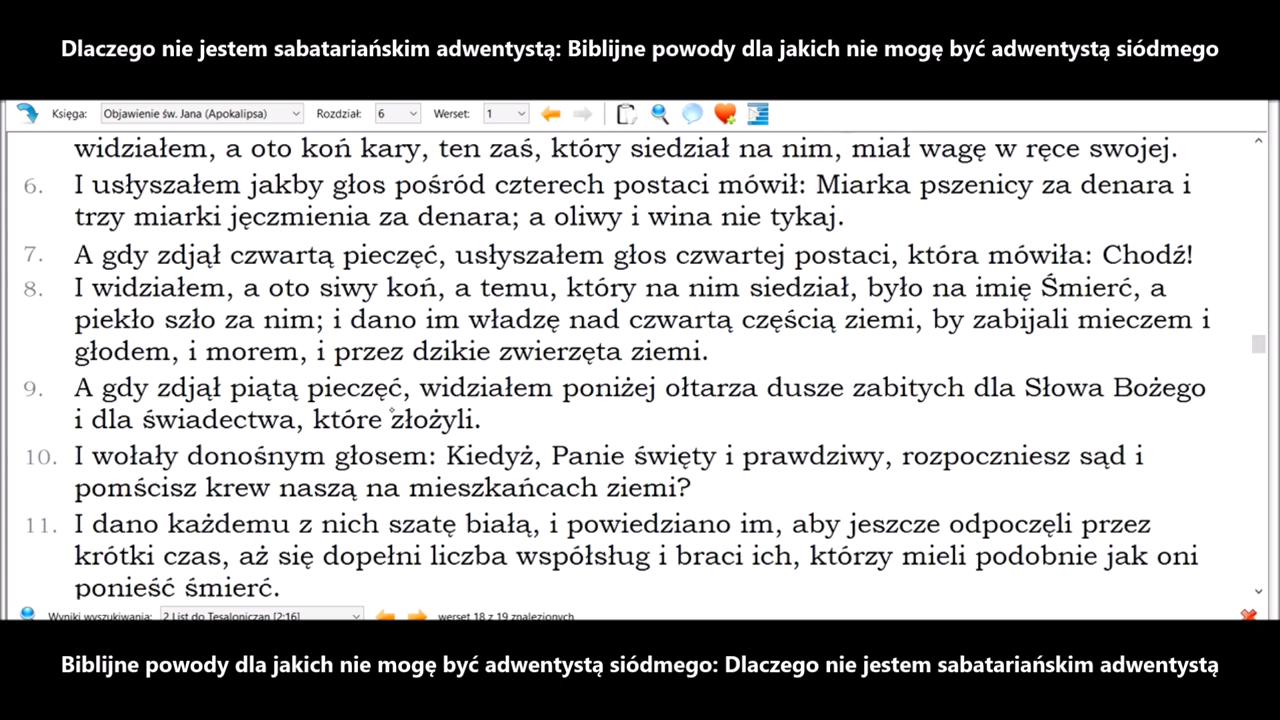 Dlaczego nie jestem sabatariańskim adwentystą: Biblijne powody dla jakich nie mogę być adwentystą siódmego
Księga: Objawienie św. Jana (Apokalipsa) Rozdział: 6 Werset: 1
widziałem, a oto koń kary, ten zaś, który siedział na nim, miał wagę w ręce swojej.
6. I usłyszałem jakby głos pośród czterech postaci mówił: Miarka pszenicy za denara i
trzy miarki jęczmienia za denara; a oliwy i wina nie tykaj.
7. A gdy zdjął czwartą pieczęć, usłyszałem głos czwartej postaci, która mówiła: Chodź!
8. I widziałem, a oto siwy koń, a temu, który na nim siedział, było na imię Śmierć, a
piekło szło za nim; i dano im władzę nad czwartą częścią ziemi, by zabijali mieczem i
głodem, i morem, i przez dzikie zwierzęta ziemi.
9. A gdy zdjął piątą pieczęć, widziałem poniżej ołtarza dusze zabitych dla Słowa Bożego
i dla świadectwa, które złożyli.
10. I wołały donośnym głosem: Kiedyż, Panie święty i prawdziwy, rozpoczniesz sąd i
pomścisz krew naszą na mieszkańcach ziemi?
11. I dano każdemu z nich szatę białą, i powiedziano im, aby jeszcze odpoczęli przez
krótki czas, aż się dopełni liczba współsług i braci ich, którzy mieli podobnie jak oni
ponieść śmierć.
Wyniki wyszukiwania: 2 List do Tesaloniczan [2:16] werset 18 z 19 znalezionych
Biblijne powody dla jakich nie mogę być adwentystą siódmego: Dlaczego nie jestem sabatariańskim adwentystą